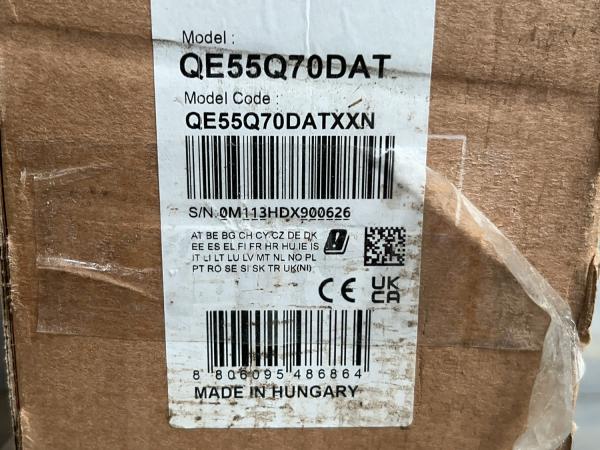 Model :
QE55Q70DAT
Model Code :
QE55Q70DATXXN
S/N:0M113HDX900626
AT BE BG CH CY CZ DE DK
EE ES EL FI FR HR HU IE IS
IT LI LT LU LV MT NL NO PL
PT RO SE SI SK TR UK(NI)
CE UK
CA
8 806095 486864
MADE IN HUNGARY